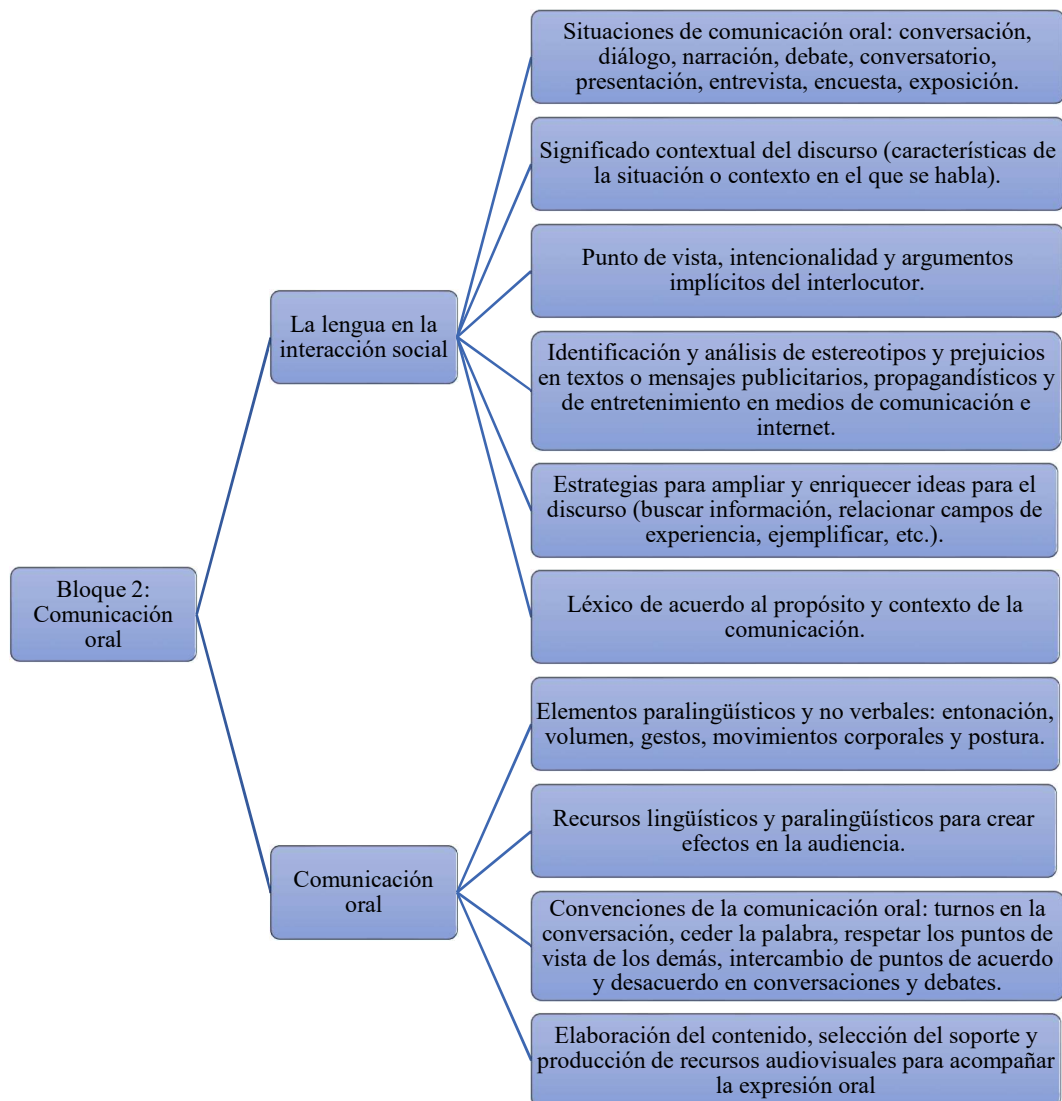 Bloque 2:
Comunicación
oral
La lengua en la
interacción social
Situaciones de comunicación oral: conversación,
diálogo, narración, debate, conversatorio,
presentación, entrevista, encuesta, exposición.
Significado contextual del discurso (características de
la situación o contexto en el que se habla).
Punto de vista, intencionalidad y argumentos
implícitos del interlocutor.
Identificación y análisis de estereotipos y prejuicios
en textos o mensajes publicitarios, propagandísticos y
de entretenimiento en medios de comunicación e
internet.
Estrategias para ampliar y enriquecer ideas para el
discurso (buscar información, relacionar campos de
experiencia, ejemplificar, etc.).
Léxico de acuerdo al propósito y contexto de la
comunicación.
Comunicación
oral
Elementos paralingüísticos y no verbales: entonación,
volumen, gestos, movimientos corporales y postura.
Recursos lingüísticos y paralingüísticos para crear
efectos en la audiencia.
Convenciones de la comunicación oral: turnos en la
conversación, ceder la palabra, respetar los puntos de
vista de los demás, intercambio de puntos de acuerdo
y desacuerdo en conversaciones y debates.
Elaboración del contenido, selección del soporte y
producción de recursos audiovisuales para acompañar
la expresión oral